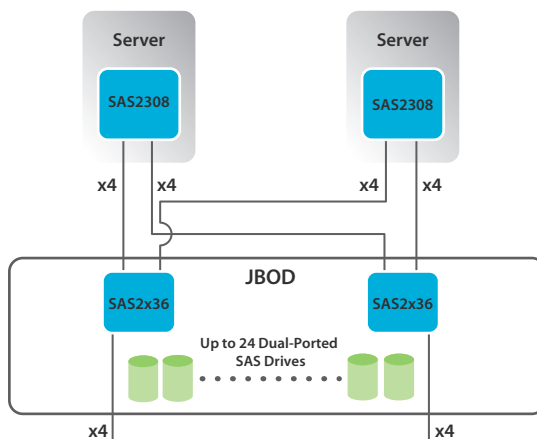 Server
Server
SAS2308
SAS2308
x4
x4
x4
x4
JBOD
SAS2x36
SAS2x36
Up to 24 Dual-Ported
SAS Drives
x4
x4